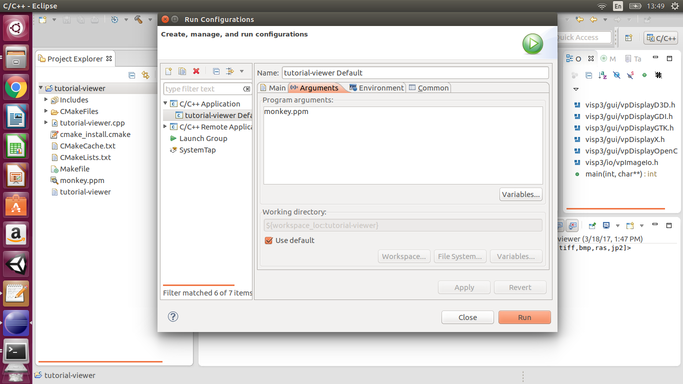 C/C++ - Eclipse
En
13:49
Run Configurations
Create, manage, and run configurations
Quick Access
C/C++
Project Explorer
tutorial-viewer
Includes
CMakeFiles
tutorial-viewer.cpp
cmake_install.cmake
CMakeCache.txt
CMakeLists.txt
Makefile
monkey.ppm
tutorial-viewer
type filter text
C/C++ Application
tutorial-viewer Defa
C/C++ Remote Applica
Launch Group
SystemTap
Filter matched 6 of 7 items
Name:
tutorial-viewer Default
Main
Arguments
Environment
Common
Program arguments:
monkey.ppm
Variables...
Working directory:
${workspace_loc:tutorial-viewer}
Use default
Workspace...
File System...
Variables...
Apply
Revert
Close
Run
O
M
Ta
visp3/gui/vpDisplayD3D.h
visp3/gui/vpDisplayGDI.h
visp3/gui/vpDisplayGTK.h
visp3/gui/vpDisplayX.h
visp3/gui/vpDisplayOpenC
visp3/io/vpImageIo.h
main(int, char**) : int
viewer (3/18/17, 1:47 PM)
tiff,bmp,ras,jp2]>
tutorial-viewer